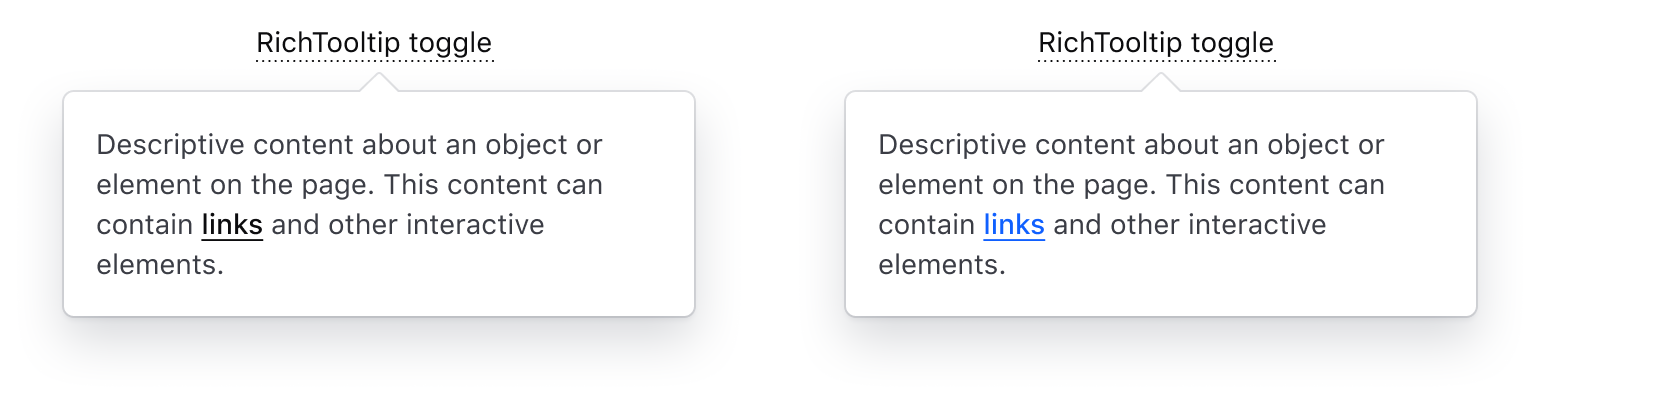 RichTooltip toggle
Descriptive content about an object or
element on the page. This content can
contain links and other interactive
elements.
RichTooltip toggle
Descriptive content about an object or
element on the page. This content can
contain links and other interactive
elements.